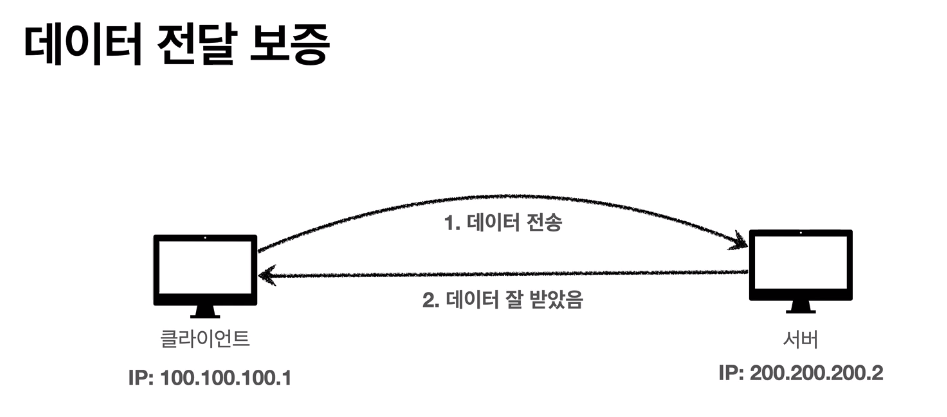 데이터 전달 보증
1. 데이터 전송
2. 데이터 잘 받았음
클라이언트
서버
IP: 100.100.100.1
IP: 200.200.200.2